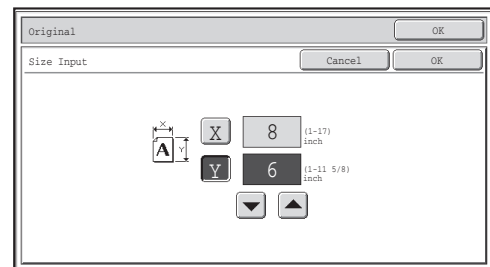 Original OK
Size Input Cancel OK
X
A Y
X 8 (1-17)
inch
Y 6 (1-11 5/8)
inch